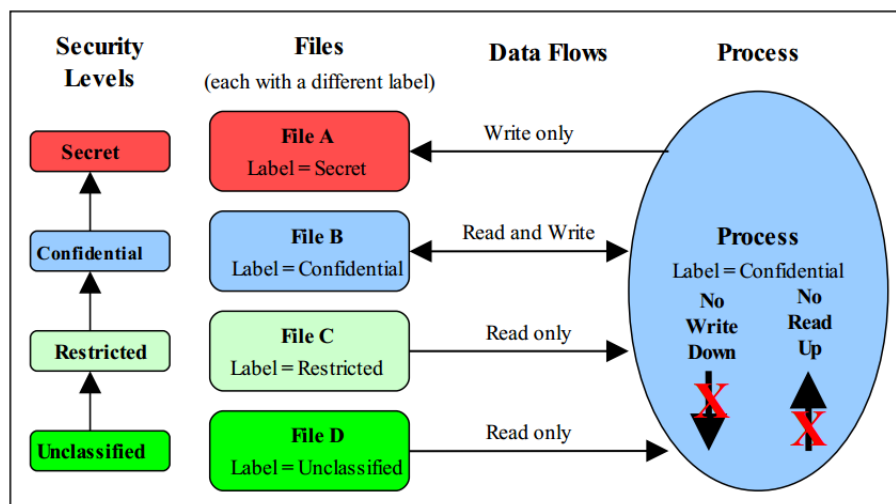 Security Levels
Files
(each with a different label)
Data Flows
Process
Secret
Confidential
Restricted
Unclassified
File A
Label = Secret
File B
Label = Confidential
File C
Label = Restricted
File D
Label = Unclassified
Write only
Read and Write
Read only
Read only
Process
Label = Confidential
No
Write
Down
X
No
Read
Up
X